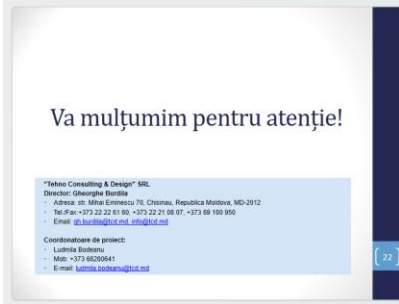 Va mulțumim pentru atenție!
"Tehno Consulting & Design" SRL
Director: Gheorghe Burdila
- Adresa: str. Mihai Eminescu 70, Chisinau, Republica Moldova, MD-2012
- Tel./Fax:+373 22 22 61 60, +373 22 21 08 07, +373 69 160 950
- Email: gh.burdila@tcd.md, info@tcd.md
Coordonatoare de proiect:
- Ludmila Bodeanu
- Mob: +373 68280641
- E-mail: ludmila.bodeanu@tcd.md
22